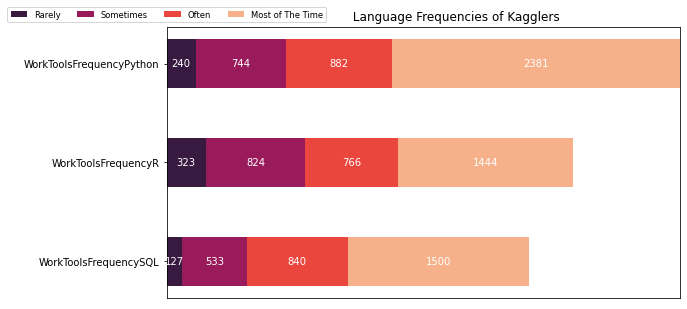 Rarely Sometimes Often Most of The Time
Language Frequencies of Kagglers
WorkToolsFrequencyPython 240 744 882 2381
WorkToolsFrequencyR 323 824 766 1444
WorkToolsFrequencySQL 127 533 840 1500